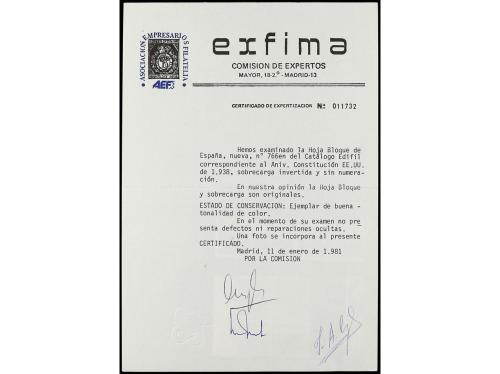 ASOCIACION EMPRESARIOS FILATELIA
AEF
exfima
COMISION DE EXPERTOS
MAYOR, 18-2.º - MADRID-13
CERTIFICADO DE EXPERTIZACION Nº 011732
Hemos examinado la Hoja Bloque de
España, nueva, nº 766en del Catálogo Edifil
correspondiente al Aniv. Constitución EE.UU.
de 1.938, sobrecarga invertida y sin numera-
ción.
En nuestra opinión la Hoja Bloque
y sobrecarga son originales.
ESTADO DE CONSERVACION: Ejemplar de buena
tonalidad de color.
En el momento de su examen no pre
senta defectos ni reparaciones ocultas.
Una foto se incorpora al presente
CERTIFICADO.
Madrid, 11 de enero de 1.981
POR LA COMISION